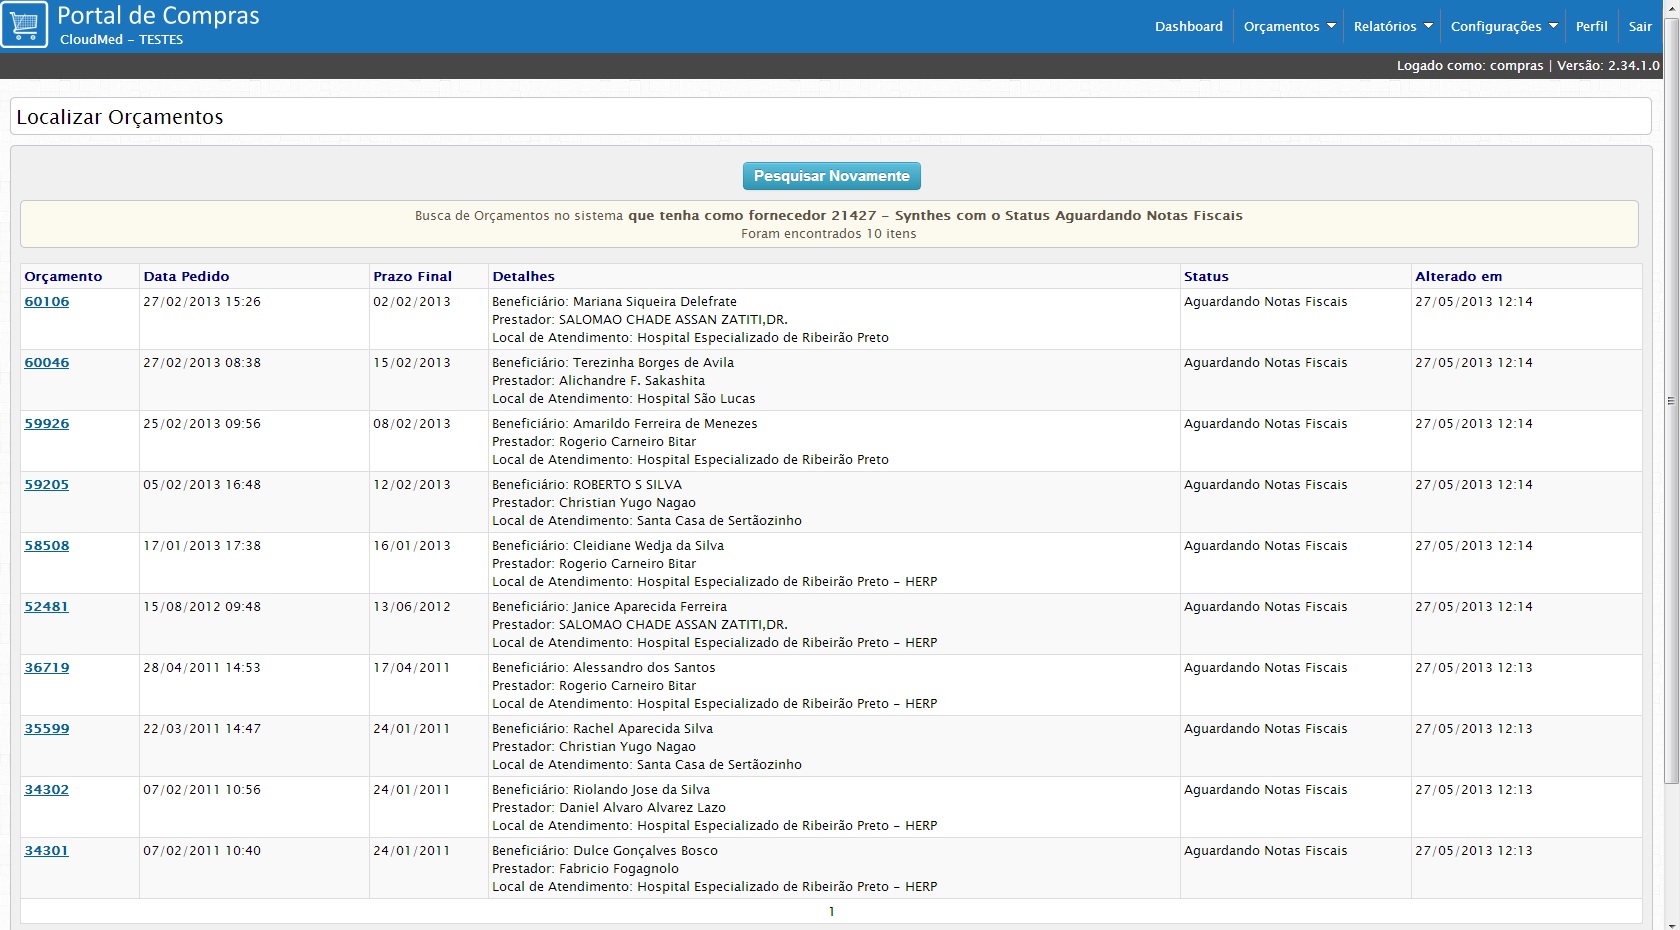 Portal de Compras
CloudMed - TESTES
Dashboard Orçamentos Relatórios Configurações Perfil Sair
Logado como: compras | Versão: 2.34.1.0
Localizar Orçamentos
Pesquisar Novamente
Busca de Orçamentos no sistema que tenha como fornecedor 21427 - Synthes com o Status Aguardando Notas Fiscais
Foram encontrados 10 itens
Orçamento Data Pedido Prazo Final Detalhes Status Alterado em
60106 27/02/2013 15:26 02/02/2013 Beneficiário: Mariana Siqueira Delefrate Aguardando Notas Fiscais 27/05/2013 12:14
Prestador: SALOMAO CHADE ASSAN ZATITI,DR.
Local de Atendimento: Hospital Especializado de Ribeirão Preto
60046 27/02/2013 08:38 15/02/2013 Beneficiário: Terezinha Borges de Avila Aguardando Notas Fiscais 27/05/2013 12:14
Prestador: Alichandre F. Sakashita
Local de Atendimento: Hospital São Lucas
59926 25/02/2013 09:56 08/02/2013 Beneficiário: Amarildo Ferreira de Menezes Aguardando Notas Fiscais 27/05/2013 12:14
Prestador: Rogerio Carneiro Bitar
Local de Atendimento: Hospital Especializado de Ribeirão Preto
59205 05/02/2013 16:48 12/02/2013 Beneficiário: ROBERTO S SILVA Aguardando Notas Fiscais 27/05/2013 12:14
Prestador: Christian Yugo Nagao
Local de Atendimento: Santa Casa de Sertãozinho
58508 17/01/2013 17:38 16/01/2013 Beneficiário: Cleidiane Wedja da Silva Aguardando Notas Fiscais 27/05/2013 12:14
Prestador: Rogerio Carneiro Bitar
Local de Atendimento: Hospital Especializado de Ribeirão Preto - HERP
52481 15/08/2012 09:48 13/06/2012 Beneficiário: Janice Aparecida Ferreira Aguardando Notas Fiscais 27/05/2013 12:14
Prestador: SALOMAO CHADE ASSAN ZATITI,DR.
Local de Atendimento: Hospital Especializado de Ribeirão Preto - HERP
36719 28/04/2011 14:53 17/04/2011 Beneficiário: Alessandro dos Santos Aguardando Notas Fiscais 27/05/2013 12:13
Prestador: Rogerio Carneiro Bitar
Local de Atendimento: Hospital Especializado de Ribeirão Preto - HERP
35599 22/03/2011 14:47 24/01/2011 Beneficiário: Rachel Aparecida Silva Aguardando Notas Fiscais 27/05/2013 12:13
Prestador: Christian Yugo Nagao
Local de Atendimento: Santa Casa de Sertãozinho
34302 07/02/2011 10:56 24/01/2011 Beneficiário: Riolando Jose da Silva Aguardando Notas Fiscais 27/05/2013 12:13
Prestador: Daniel Alvaro Alvarez Lazo
Local de Atendimento: Hospital Especializado de Ribeirão Preto - HERP
34301 07/02/2011 10:40 24/01/2011 Beneficiário: Dulce Gonçalves Bosco Aguardando Notas Fiscais 27/05/2013 12:13
Prestador: Fabricio Fogagnolo
Local de Atendimento: Hospital Especializado de Ribeirão Preto - HERP
1